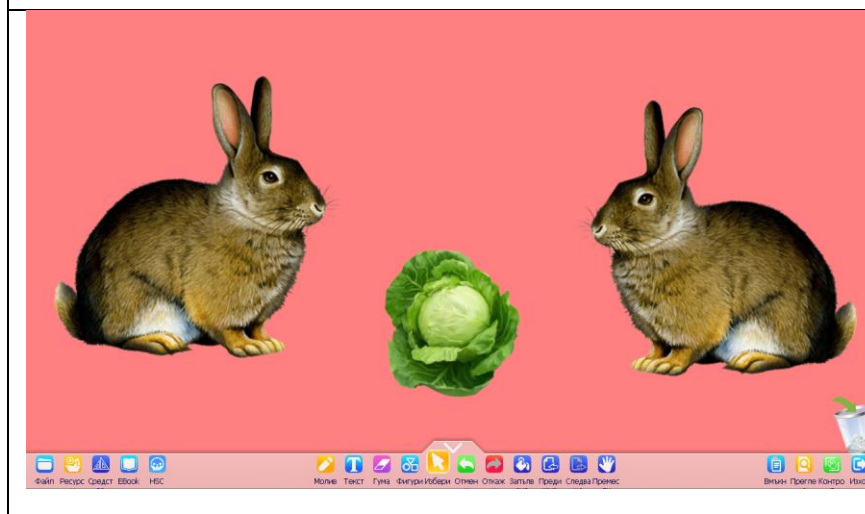 Файл Ресурс Средст EBook HSC Молив Текст Гума Фигури Избери Отмен Откаж Запълв Преди Следва Премес Вмъкн Прегле Контро Изхо